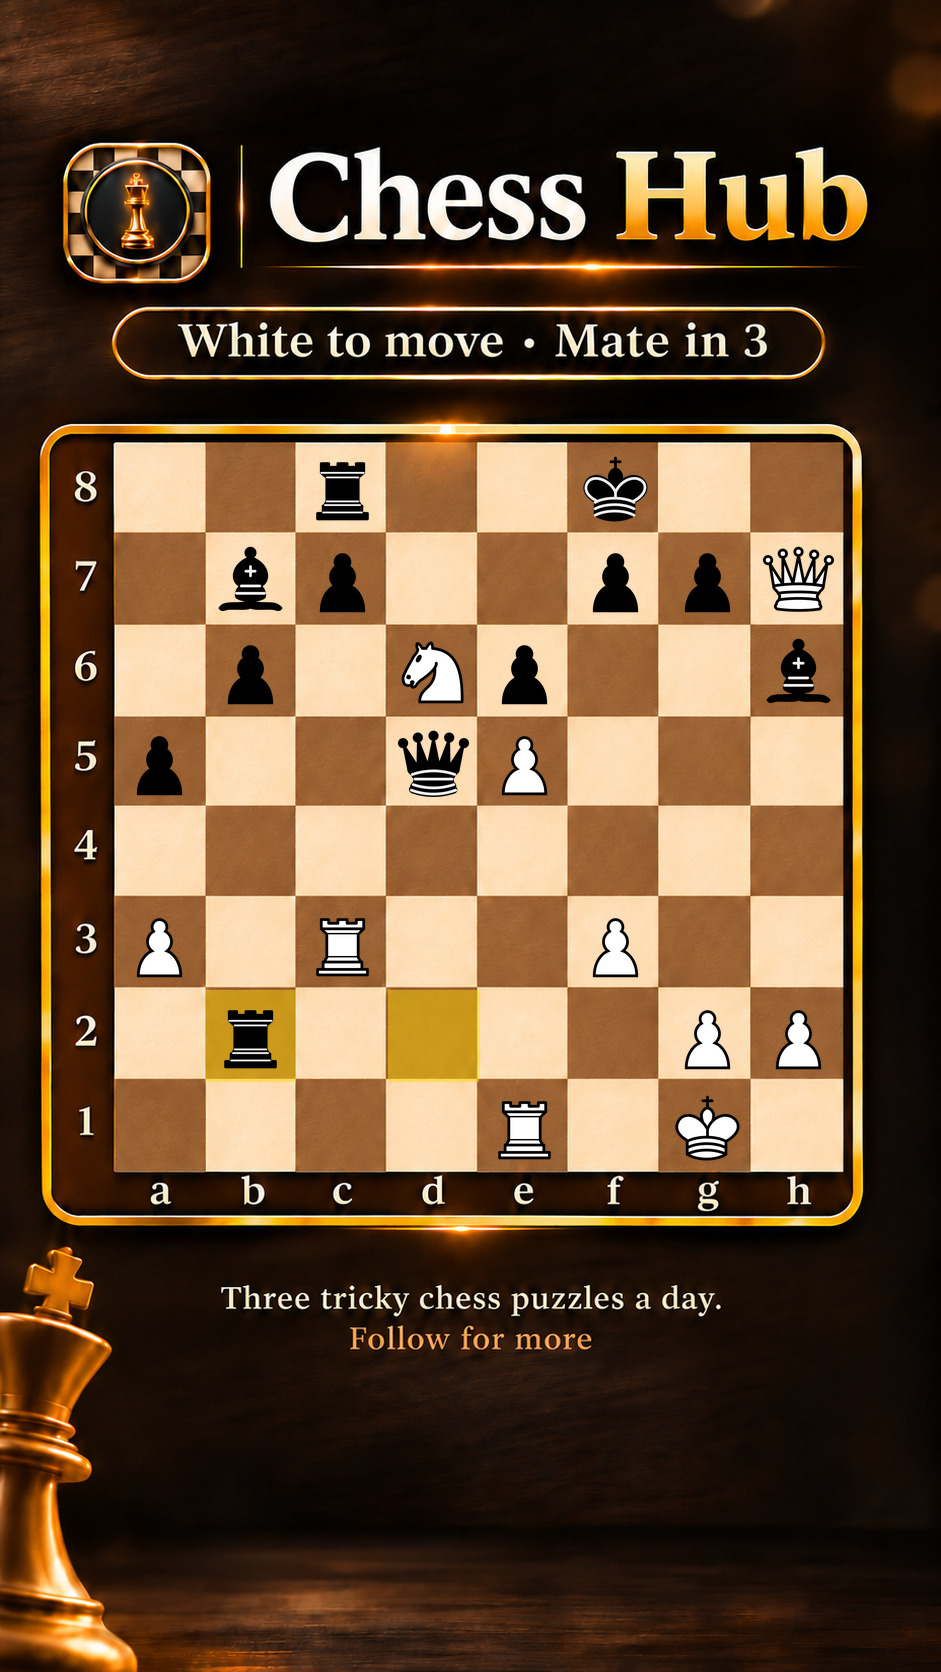 Chess Hub
White to move • Mate in 3
8
7
6
5
4
3
2
1
a b c d e f g h
Three tricky chess puzzles a day.
Follow for more